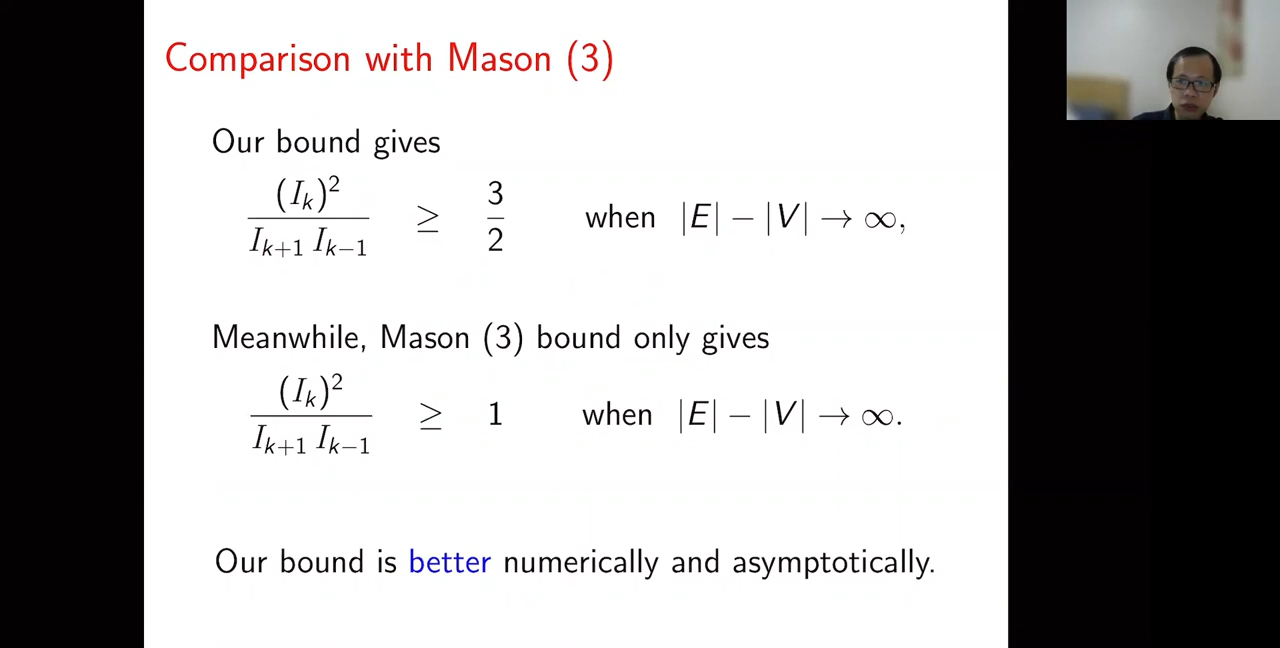 Comparison with Mason (3)
Our bound gives
(I_k)^2 / (I_{k+1} I_{k-1}) ≥ 3/2 when |E| − |V| → ∞,
Meanwhile, Mason (3) bound only gives
(I_k)^2 / (I_{k+1} I_{k-1}) ≥ 1 when |E| − |V| → ∞.
Our bound is better numerically and asymptotically.